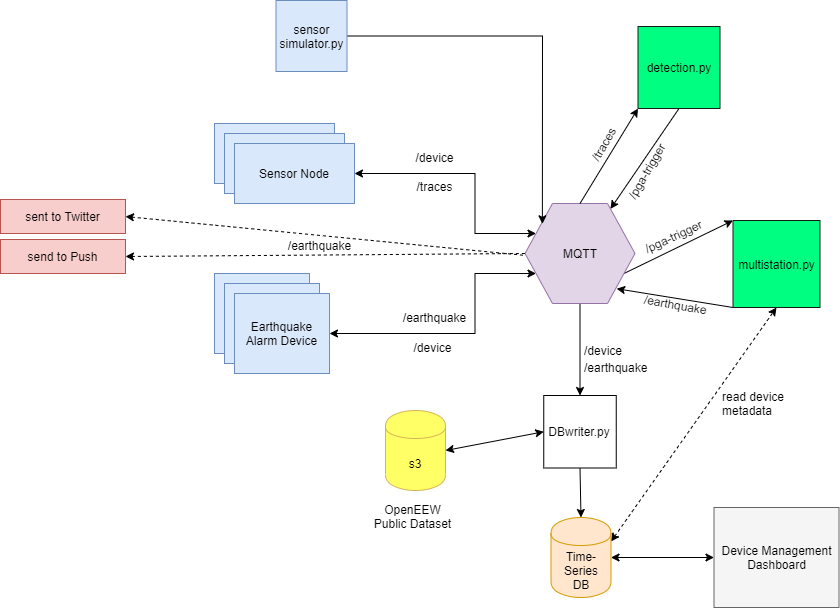 sensor
simulator.py
detection.py
/traces
/pga-trigger
/device
/traces
Sensor Node
sent to Twitter
send to Push
/earthquake
MQTT
/pga-trigger
multistation.py
/earthquake
Earthquake
Alarm Device
/earthquake
/device
/device
/earthquake
read device
metadata
DBwriter.py
s3
OpenEEW
Public Dataset
Time-
Series
DB
Device Management
Dashboard